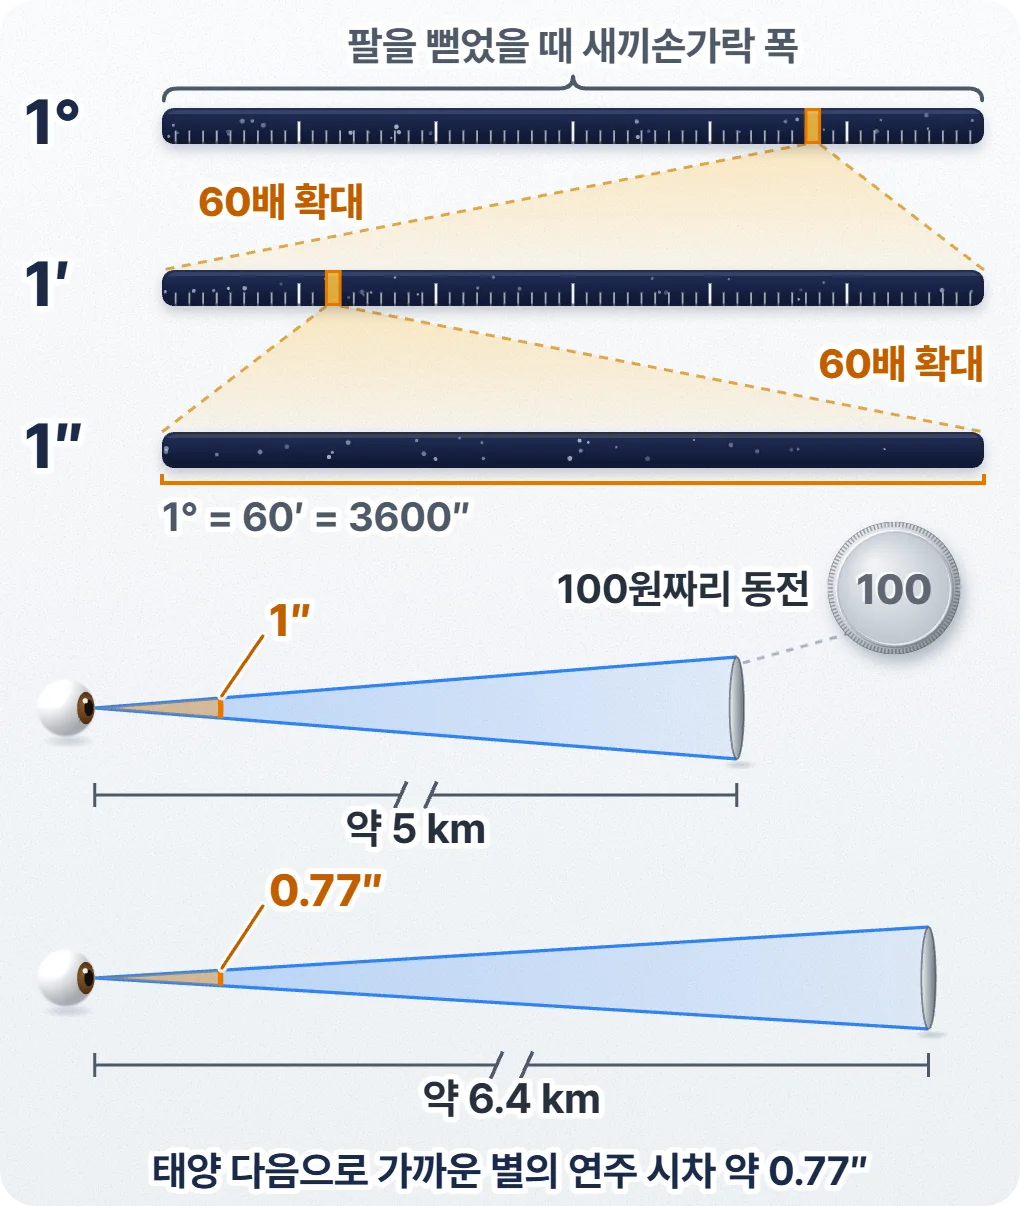 팔을 뻗었을 때 새끼손가락 폭
1°
60배 확대
1′
60배 확대
1″
1° = 60′ = 3600″
100원짜리 동전
100
1″
약 5 km
0.77″
약 6.4 km
태양 다음으로 가까운 별의 연주 시차 약 0.77″